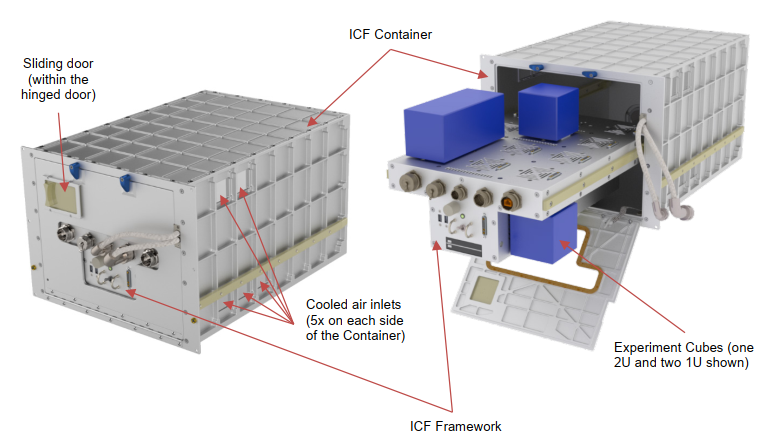 ICF Container
Sliding door
(within the
hinged door)
Cooled air inlets
(5x on each side
of the Container)
Experiment Cubes (one
2U and two 1U shown)
ICF Framework